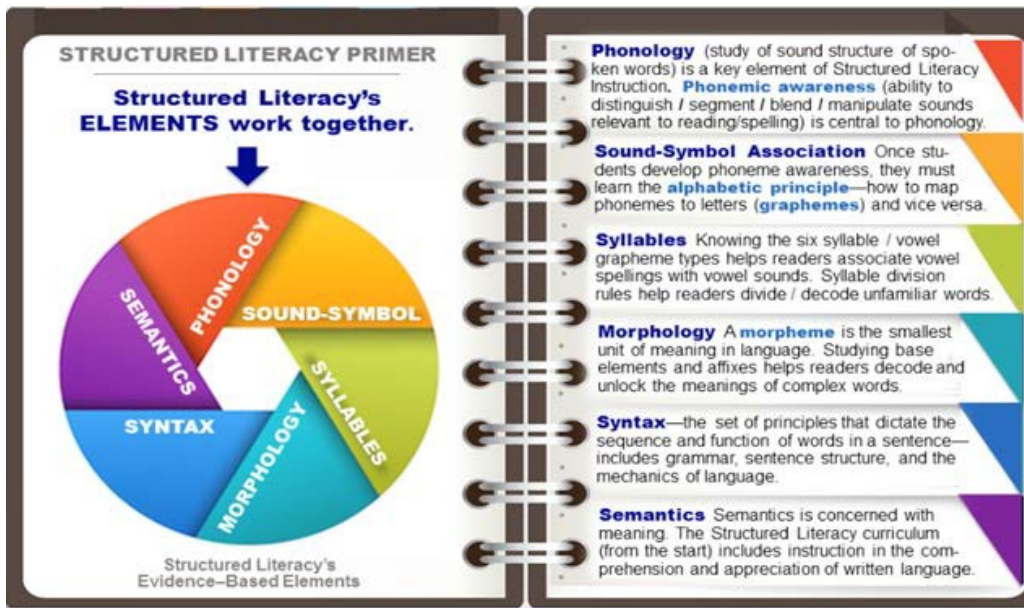 STRUCTURED LITERACY PRIMER
Structured Literacy's
ELEMENTS work together.
PHONOLOGY
SOUND-SYMBOL
SYLLABLES
MORPHOLOGY
SYNTAX
SEMANTICS
Structured Literacy's
Evidence–Based Elements
Phonology (study of sound structure of spo-
ken words) is a key element of Structured Literacy
Instruction. Phonemic awareness (ability to
distinguish / segment / blend / manipulate sounds
relevant to reading/spelling) is central to phonology.
Sound-Symbol Association Once stu-
dents develop phoneme awareness, they must
learn the alphabetic principle—how to map
phonemes to letters (graphemes) and vice versa.
Syllables Knowing the six syllable / vowel
grapheme types helps readers associate vowel
spellings with vowel sounds. Syllable division
rules help readers divide / decode unfamiliar words.
Morphology A morpheme is the smallest
unit of meaning in language. Studying base
elements and affixes helps readers decode and
unlock the meanings of complex words.
Syntax—the set of principles that dictate the
sequence and function of words in a sentence—
includes grammar, sentence structure, and the
mechanics of language.
Semantics Semantics is concerned with
meaning. The Structured Literacy curriculum
(from the start) includes instruction in the com-
prehension and appreciation of written language.